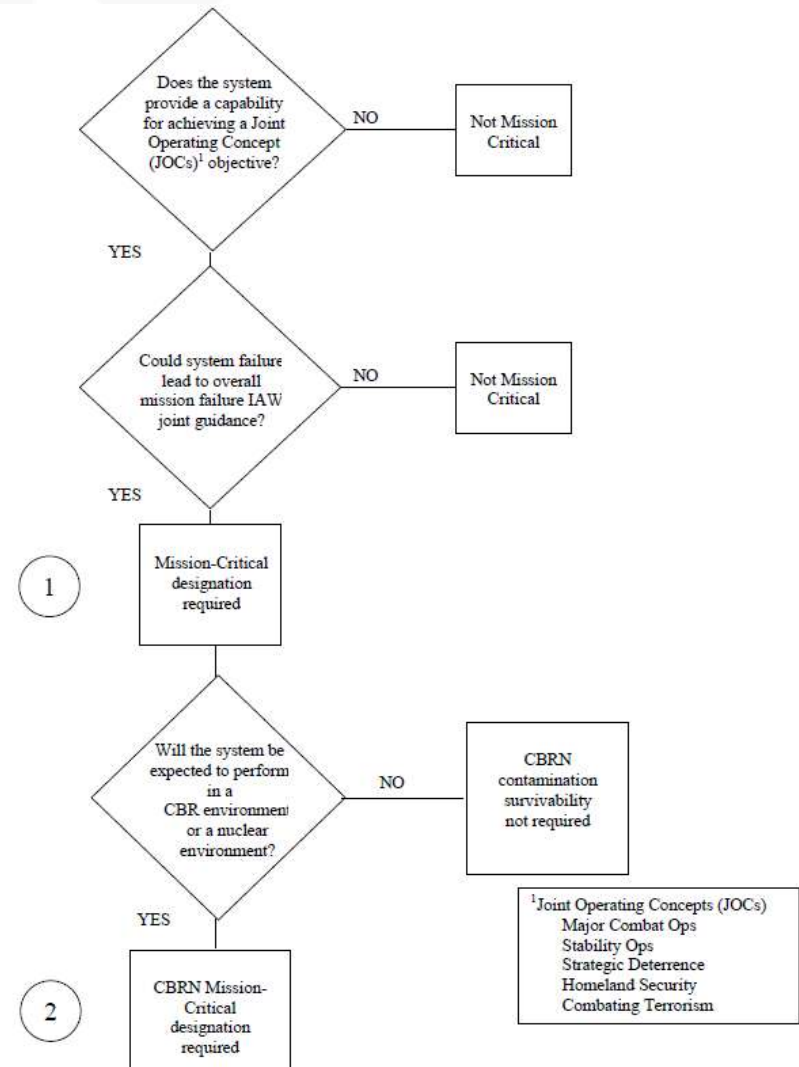 Does the system
provide a capability
for achieving a Joint
Operating Concept
(JOCs)¹ objective?
NO
Not Mission
Critical
YES
Could system failure
lead to overall
mission failure IAW
joint guidance?
NO
Not Mission
Critical
YES
1
Mission-Critical
designation
required
Will the system be
expected to perform
in a
CBR environment
or a nuclear
environment?
NO
CBRN
contamination
survivability
not required
¹Joint Operating Concepts (JOCs)
Major Combat Ops
Stability Ops
Strategic Deterrence
Homeland Security
Combating Terrorism
YES
2
CBRN Mission-
Critical
designation
required